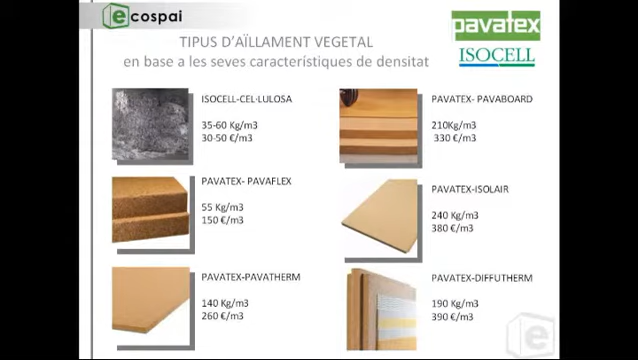 ecospai
pavatex
ISOCELL
TIPUS D'AÏLLAMENT VEGETAL
en base a les seves característiques de densitat
ISOCELL-CEL·LULOSA
35-60 Kg/m3
30-50 €/m3
PAVATEX- PAVAFLEX
55 Kg/m3
150 €/m3
PAVATEX-PAVATHERM
140 Kg/m3
260 €/m3
PAVATEX- PAVABOARD
210Kg/m3
330 €/m3
PAVATEX-ISOLAIR
240 Kg/m3
380 €/m3
PAVATEX-DIFFUTHERM
190 Kg/m3
390 €/m3
e